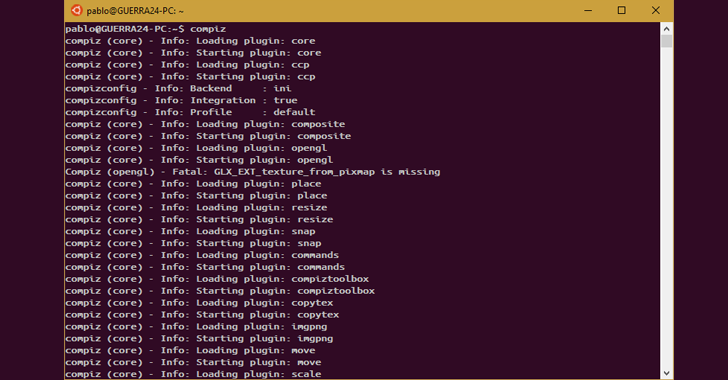 pablo@GUERRA24-PC: ~
pablo@GUERRA24-PC:~$ compiz
compiz (core) - Info: Loading plugin: core
compiz (core) - Info: Starting plugin: core
compiz (core) - Info: Loading plugin: ccp
compiz (core) - Info: Starting plugin: ccp
compizconfig - Info: Backend     : ini
compizconfig - Info: Integration : true
compizconfig - Info: Profile     : default
compiz (core) - Info: Loading plugin: composite
compiz (core) - Info: Starting plugin: composite
compiz (core) - Info: Loading plugin: opengl
compiz (core) - Info: Starting plugin: opengl
Compiz (opengl) - Fatal: GLX_EXT_texture_from_pixmap is missing
compiz (core) - Info: Loading plugin: place
compiz (core) - Info: Starting plugin: place
compiz (core) - Info: Loading plugin: resize
compiz (core) - Info: Starting plugin: resize
compiz (core) - Info: Loading plugin: snap
compiz (core) - Info: Starting plugin: snap
compiz (core) - Info: Loading plugin: commands
compiz (core) - Info: Starting plugin: commands
compiz (core) - Info: Loading plugin: compiztoolbox
compiz (core) - Info: Starting plugin: compiztoolbox
compiz (core) - Info: Loading plugin: copytex
compiz (core) - Info: Starting plugin: copytex
compiz (core) - Info: Loading plugin: imgpng
compiz (core) - Info: Starting plugin: imgpng
compiz (core) - Info: Loading plugin: move
compiz (core) - Info: Starting plugin: move
compiz (core) - Info: Loading plugin: scale